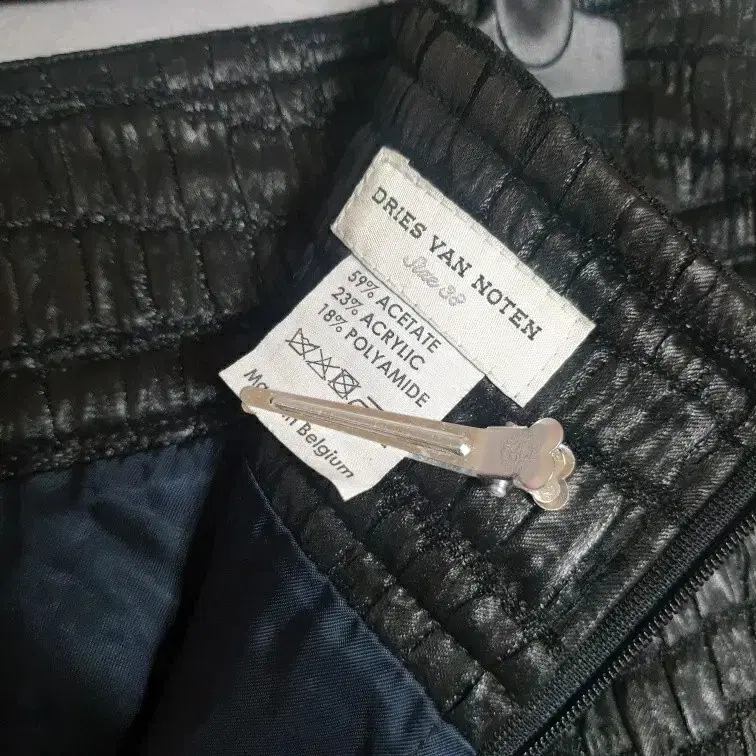 DRIES VAN NOTEN
Size 38
59% ACETATE
23% ACRYLIC
18% POLYAMIDE
Belgium